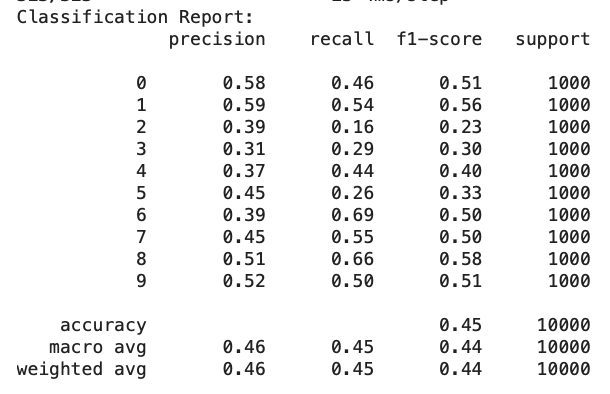 Classification Report:
precision recall f1-score support
0 0.58 0.46 0.51 1000
1 0.59 0.54 0.56 1000
2 0.39 0.16 0.23 1000
3 0.31 0.29 0.30 1000
4 0.37 0.44 0.40 1000
5 0.45 0.26 0.33 1000
6 0.39 0.69 0.50 1000
7 0.45 0.55 0.50 1000
8 0.51 0.66 0.58 1000
9 0.52 0.50 0.51 1000
accuracy 0.45 10000
macro avg 0.46 0.45 0.44 10000
weighted avg 0.46 0.45 0.44 10000